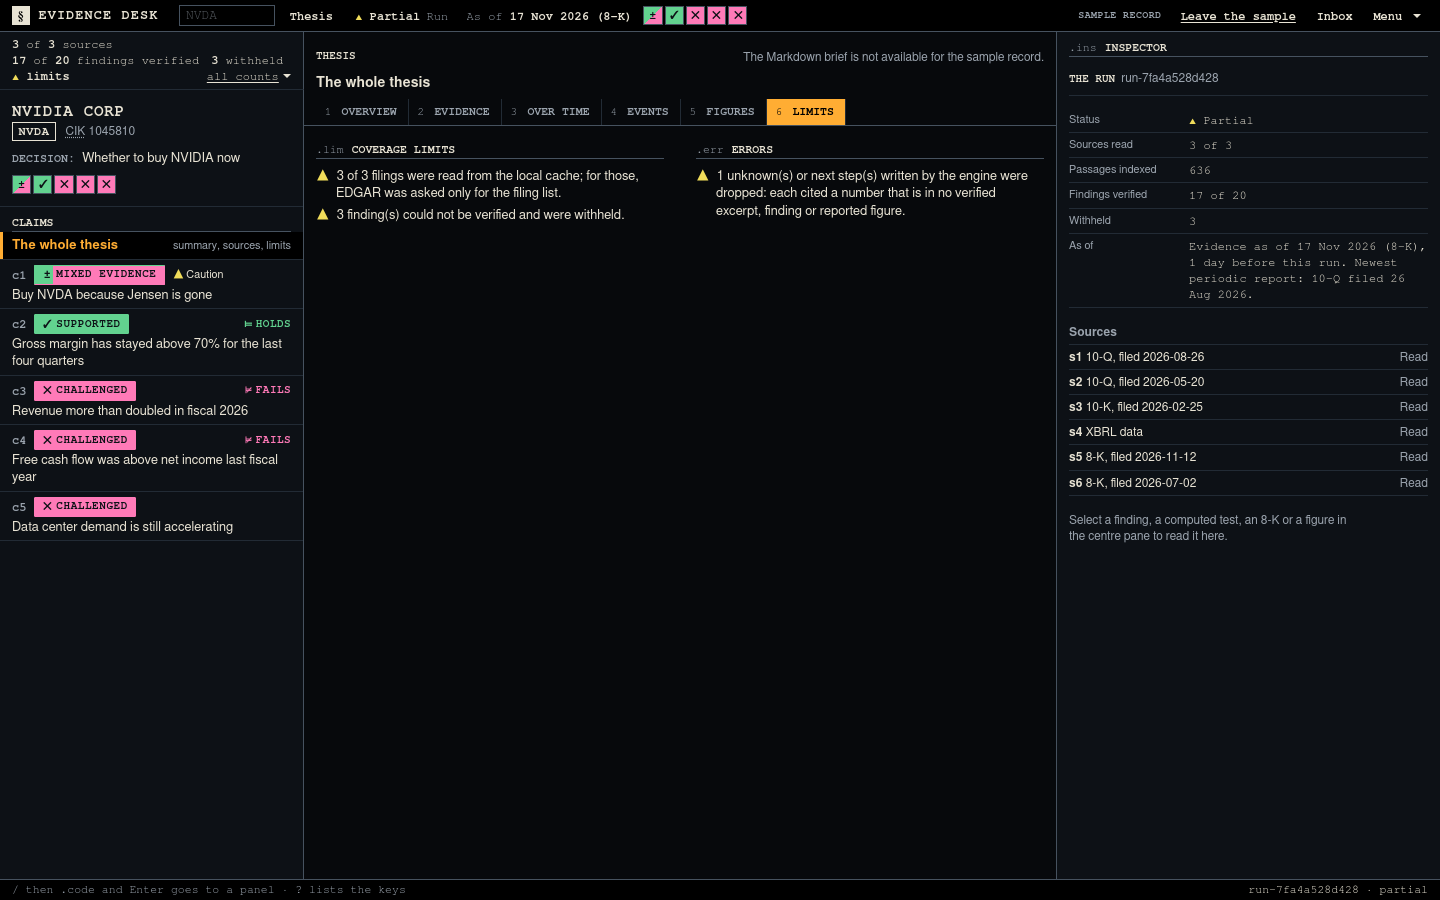 § EVIDENCE DESK NVDA Thesis ▲ Partial Run As of 17 Nov 2026 (8-K) ± ✓ ✕ ✕ ✕ SAMPLE RECORD Leave the sample Inbox Menu
3 of 3 sources
17 of 20 findings verified 3 withheld
▲ limits all counts
NVIDIA CORP
NVDA CIK 1045810
DECISION: Whether to buy NVIDIA now
± ✓ ✕ ✕ ✕
CLAIMS
The whole thesis summary, sources, limits
c1 ± MIXED EVIDENCE ▲ Caution
Buy NVDA because Jensen is gone
c2 ✓ SUPPORTED ⊨ HOLDS
Gross margin has stayed above 70% for the last
four quarters
c3 ✕ CHALLENGED ⊭ FAILS
Revenue more than doubled in fiscal 2026
c4 ✕ CHALLENGED ⊭ FAILS
Free cash flow was above net income last fiscal
year
c5 ✕ CHALLENGED
Data center demand is still accelerating
THESIS The Markdown brief is not available for the sample record.
The whole thesis
1 OVERVIEW 2 EVIDENCE 3 OVER TIME 4 EVENTS 5 FIGURES 6 LIMITS
.lim COVERAGE LIMITS
▲ 3 of 3 filings were read from the local cache; for those,
EDGAR was asked only for the filing list.
▲ 3 finding(s) could not be verified and were withheld.
.err ERRORS
▲ 1 unknown(s) or next step(s) written by the engine were
dropped: each cited a number that is in no verified
excerpt, finding or reported figure.
.ins INSPECTOR
THE RUN run-7fa4a528d428
Status ▲ Partial
Sources read 3 of 3
Passages indexed 636
Findings verified 17 of 20
Withheld 3
As of Evidence as of 17 Nov 2026 (8-K),
1 day before this run. Newest
periodic report: 10-Q filed 26
Aug 2026.
Sources
s1 10-Q, filed 2026-08-26 Read
s2 10-Q, filed 2026-05-20 Read
s3 10-K, filed 2026-02-25 Read
s4 XBRL data Read
s5 8-K, filed 2026-11-12 Read
s6 8-K, filed 2026-07-02 Read
Select a finding, a computed test, an 8-K or a figure in
the centre pane to read it here.
/ then .code and Enter goes to a panel · ? lists the keys run-7fa4a528d428 · partial